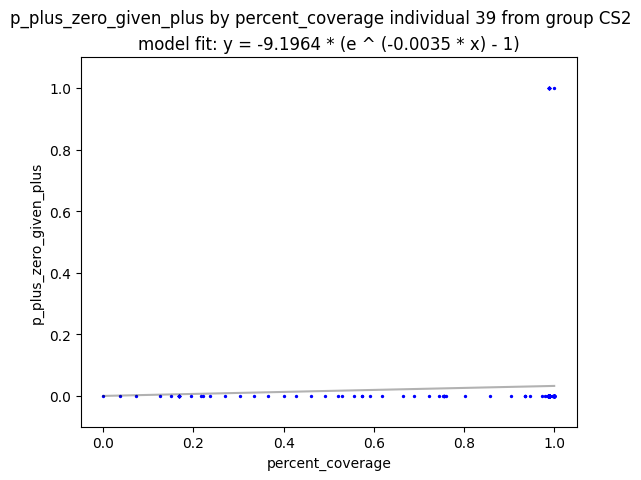 p_plus_zero_given_plus by percent_coverage individual 39 from group CS2
model fit: y = -9.1964 * (e ^ (-0.0035 * x) - 1)
1.0
0.8
0.6
0.4
0.2
0.0
p_plus_zero_given_plus
0.0 0.2 0.4 0.6 0.8 1.0
percent_coverage